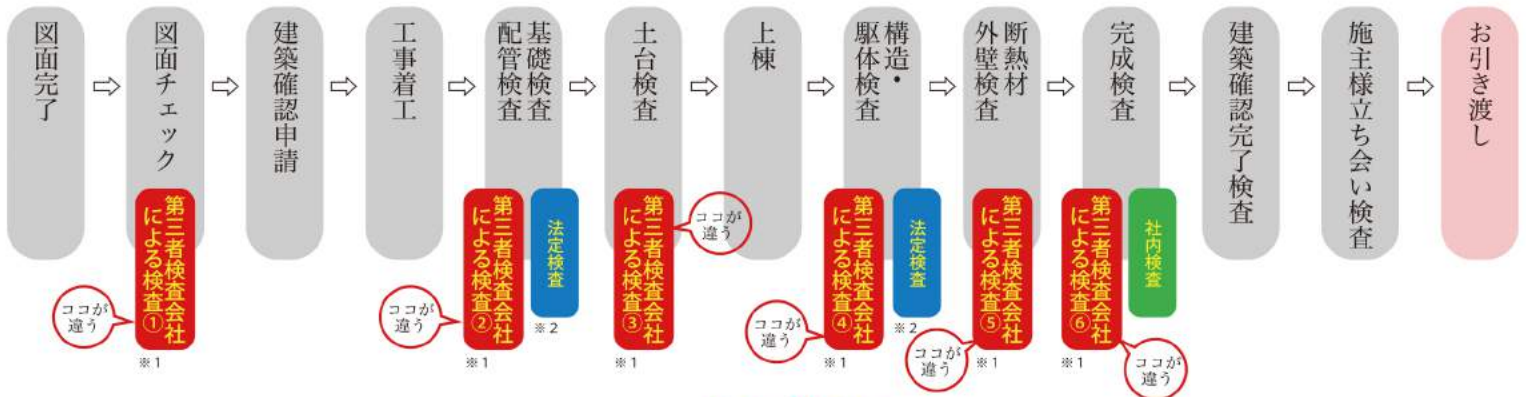 図面完了
⇨
図面チェック
第三者検査会社
による検査①
※1
ココが
違う
⇨
建築確認申請
⇨
工事着工
⇨
基礎検査
配管検査
第三者検査会社
による検査②
※1
ココが
違う
法定検査
※2
⇨
土台検査
第三者検査会社
による検査③
※1
ココが
違う
⇨
上棟
⇨
構造・
駆体検査
第三者検査会社
による検査④
※1
ココが
違う
法定検査
※2
⇨
断熱材
外壁検査
第三者検査会社
による検査⑤
※1
ココが
違う
⇨
完成検査
第三者検査会社
による検査⑥
※1
ココが
違う
社内検査
⇨
建築確認完了検査
⇨
施主様立ち会い検査
⇨
お引き渡し